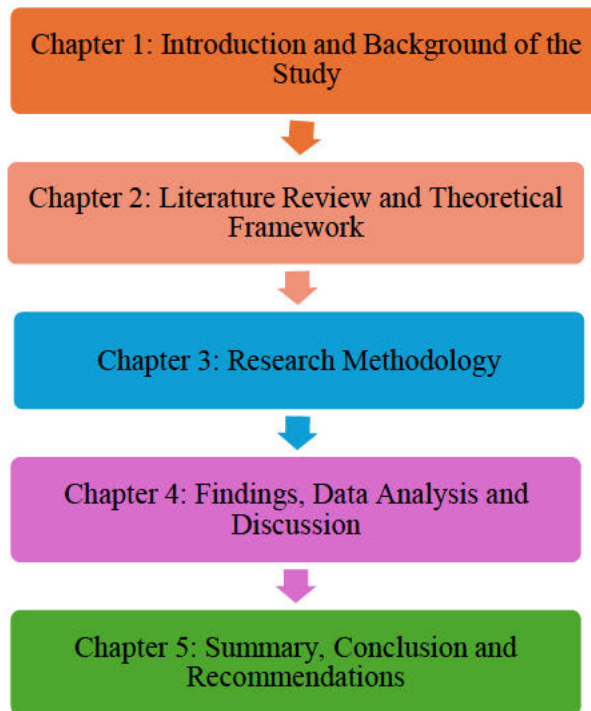 Chapter 1: Introduction and Background of the
Study
Chapter 2: Literature Review and Theoretical
Framework
Chapter 3: Research Methodology
Chapter 4: Findings, Data Analysis and
Discussion
Chapter 5: Summary, Conclusion and
Recommendations